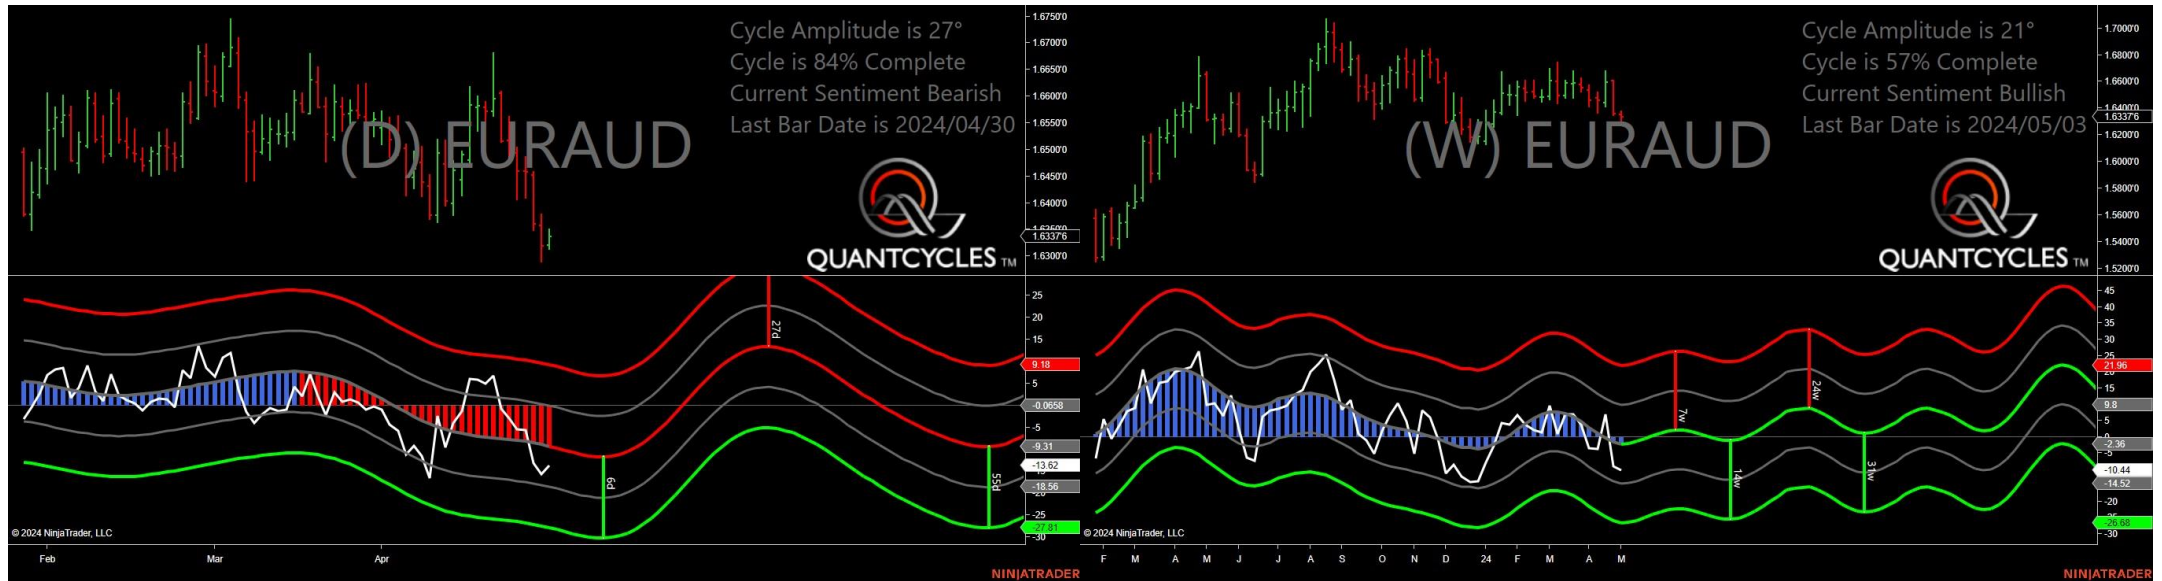 Cycle Amplitude is 27°
Cycle is 84% Complete
Current Sentiment Bearish
Last Bar Date is 2024/04/30
(D) EURAUD
QUANTCYCLES TM
1.6750'0
1.6700'0
1.6650'0
1.6600'0
1.6550'0
1.6500'0
1.6450'0
1.6400'0
1.6337'6
1.6300'0
25
20
15
9.18
5
-0.0658
-5
-9.31
-13.62
-18.56
-25
-27.81
-30
27d
6d
55d
© 2024 NinjaTrader, LLC
Feb Mar Apr
NINJATRADER
Cycle Amplitude is 21°
Cycle is 57% Complete
Current Sentiment Bullish
Last Bar Date is 2024/05/03
(W) EURAUD
QUANTCYCLES TM
1.7000'0
1.6800'0
1.6600'0
1.6400'0
1.6337'6
1.6200'0
1.6000'0
1.5800'0
1.5600'0
1.5400'0
1.5200'0
45
40
35
30
25
21.96
15
9.8
5
-2.36
-5
-10.44
-14.52
-20
-26.68
-30
7w
14w
24w
31w
© 2024 NinjaTrader, LLC
F M A M J J A S O N D 24 F M A M
NINJATRADER